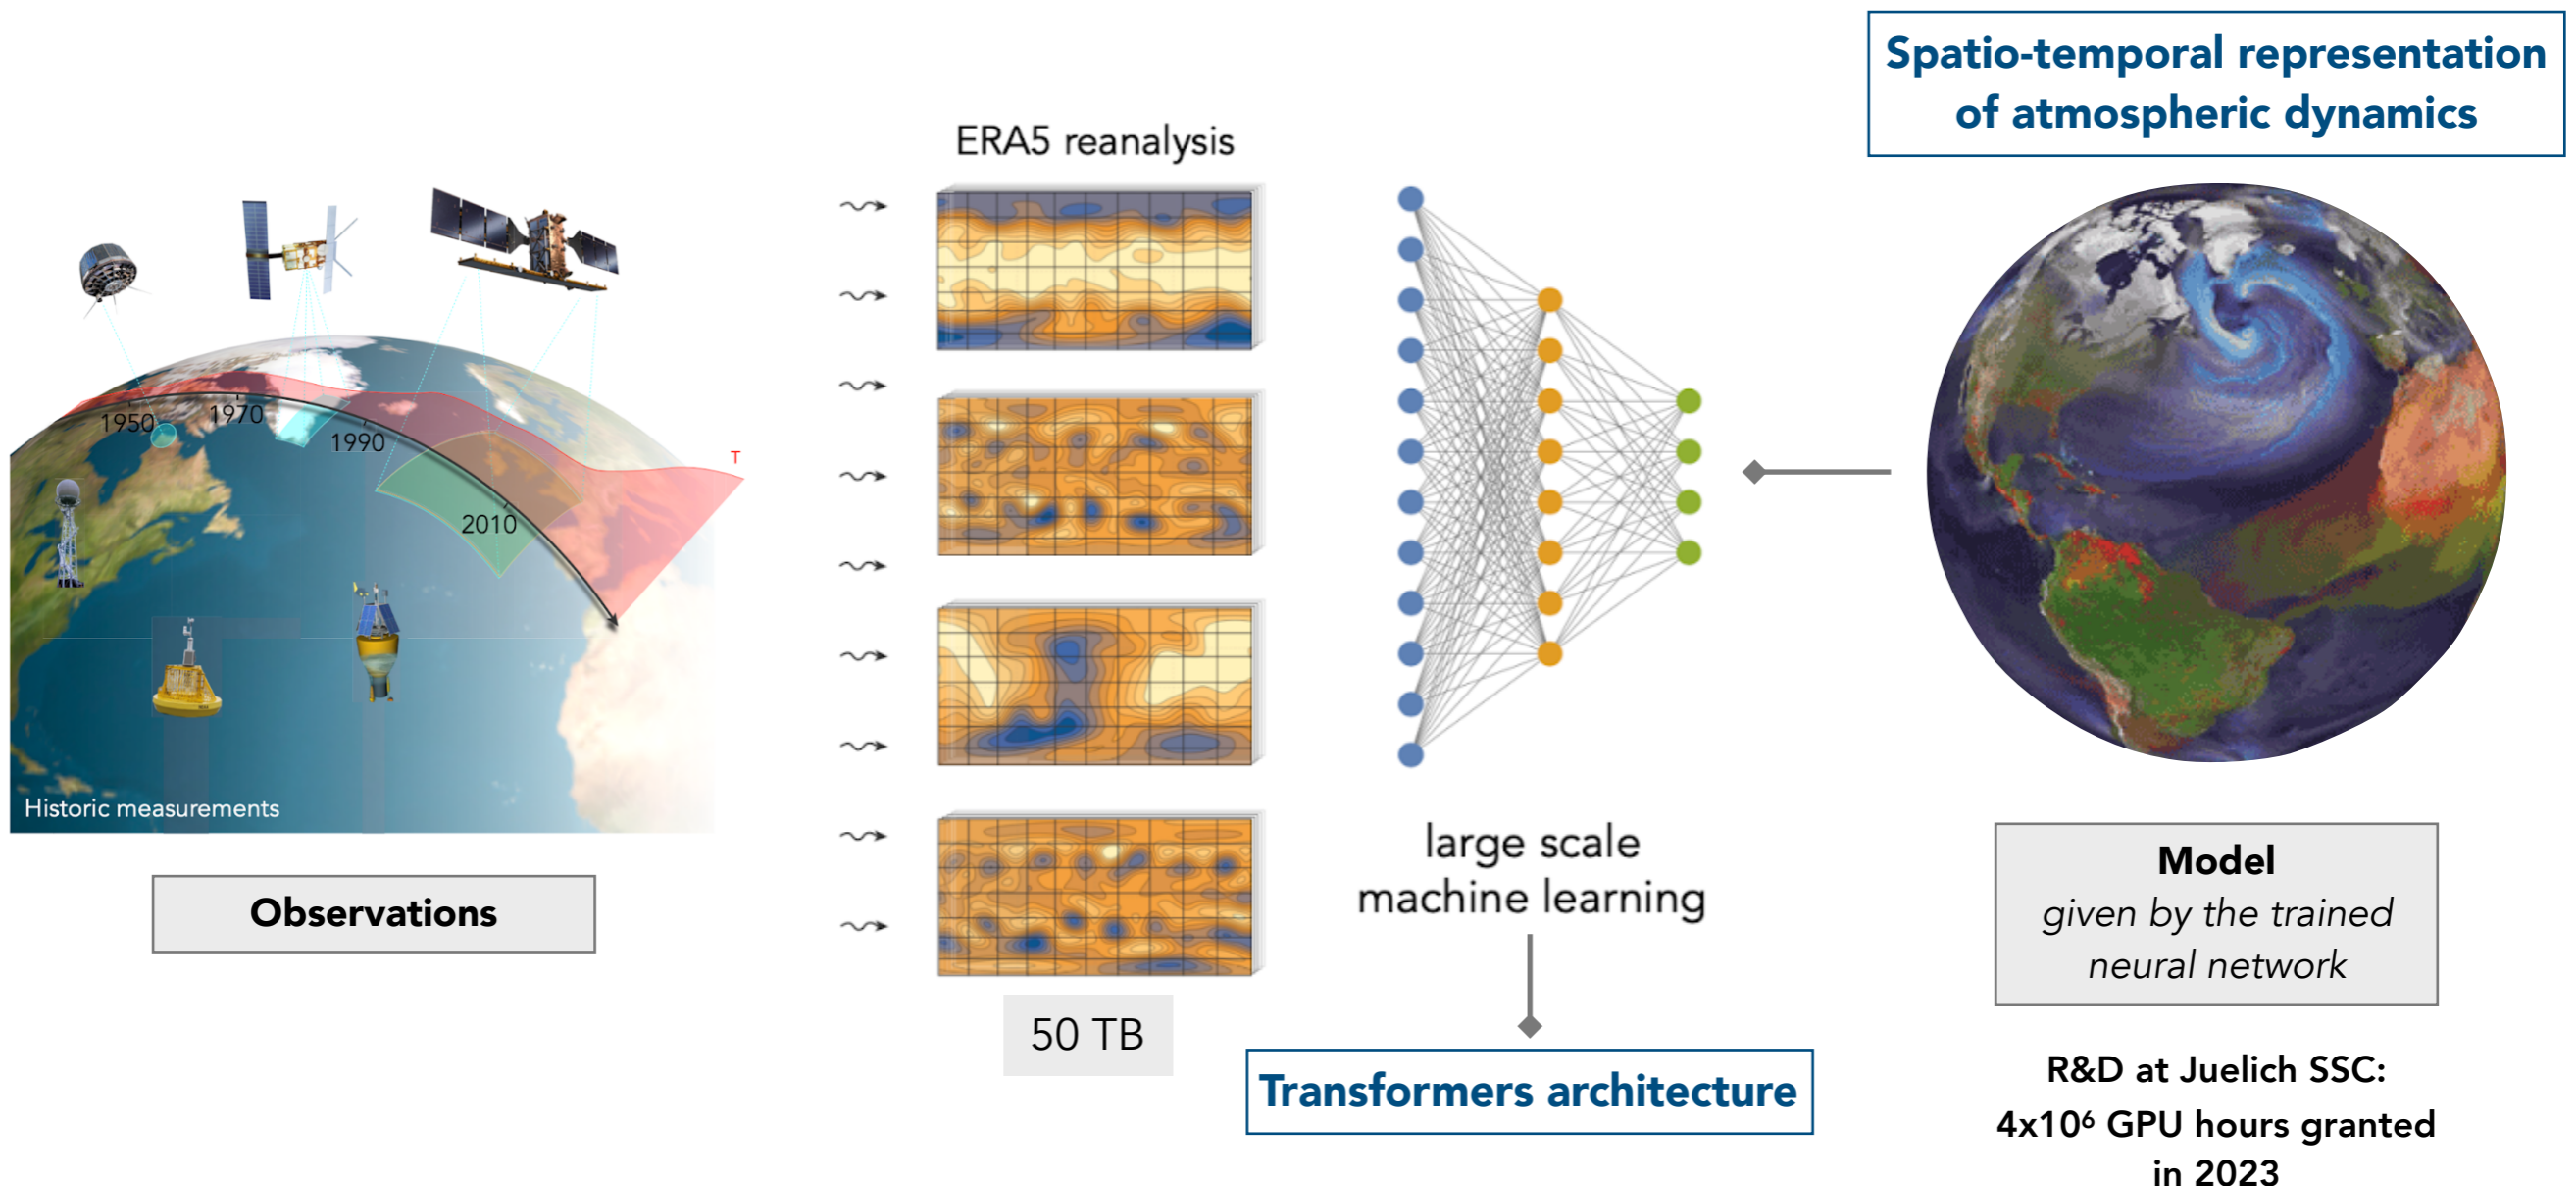 Spatio-temporal representation
of atmospheric dynamics
ERA5 reanalysis
1950
1970
1990
2010
T
Historic measurements
Observations
50 TB
large scale
machine learning
Transformers architecture
Model
given by the trained
neural network
R&D at Juelich SSC:
4x10⁶ GPU hours granted
in 2023